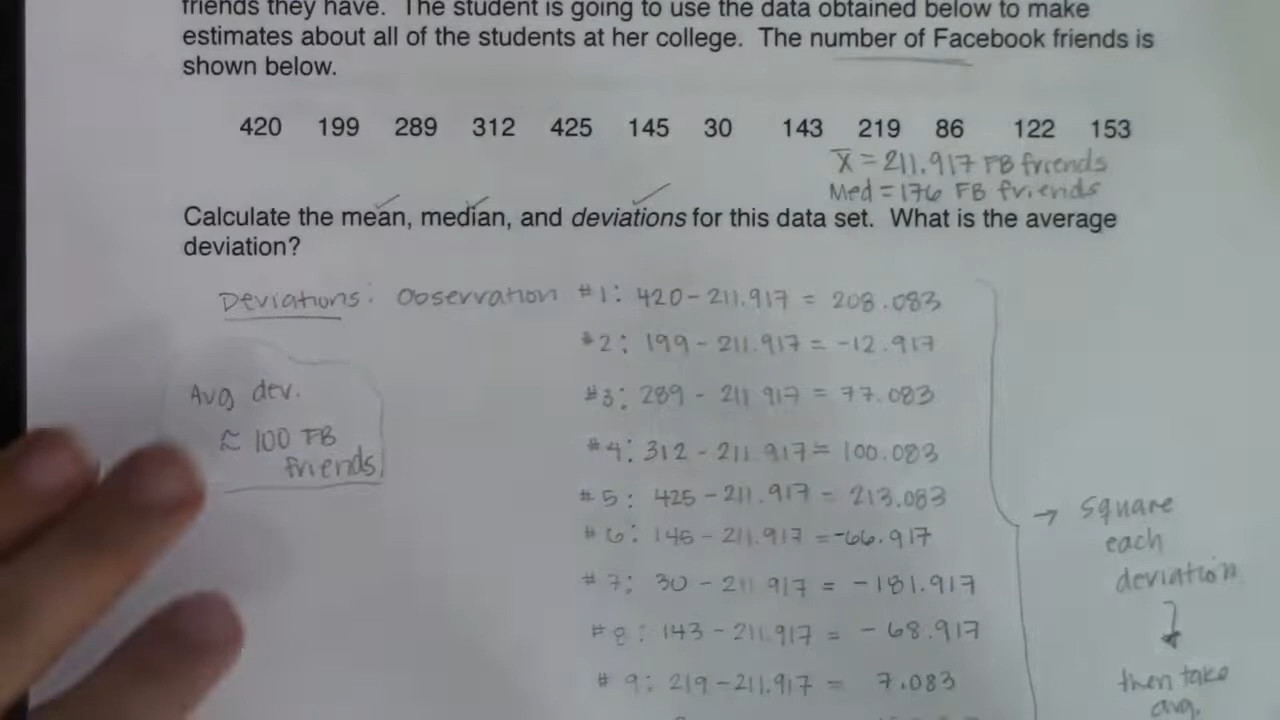 friends they have. The student is going to use the data obtained below to make
estimates about all of the students at her college. The number of Facebook friends is
shown below.
420 199 289 312 425 145 30 143 219 86 122 153
x̄ = 211.917 FB friends
Med = 176 FB friends
Calculate the mean, median, and deviations for this data set. What is the average
deviation?
Deviations: Observation #1: 420 - 211.917 = 208.083
#2: 199 - 211.917 = -12.917
#3: 289 - 211.917 = 77.083
#4: 312 - 211.917 = 100.083
#5: 425 - 211.917 = 213.083
#6: 145 - 211.917 = -66.917
#7: 30 - 211.917 = -181.917
#8: 143 - 211.917 = -68.917
#9: 219 - 211.917 = 7.083
Avg dev.
≈ 100 FB
friends
→ square
each
deviation
↓
then take
avg.